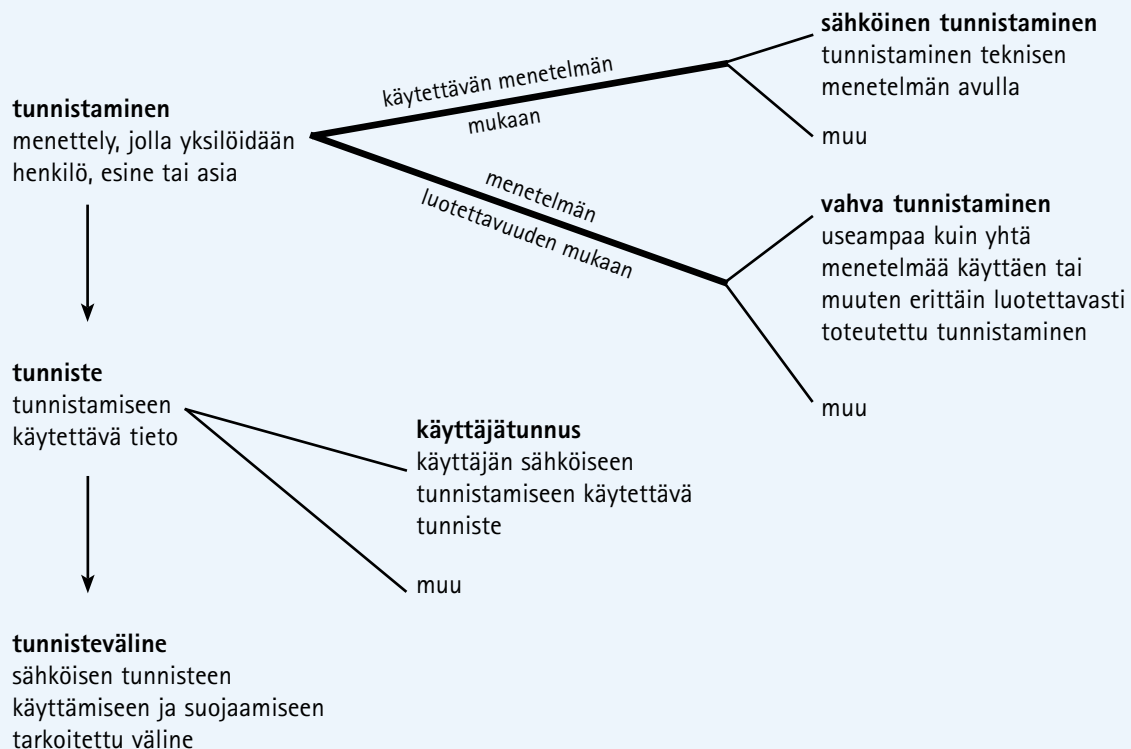 sähköinen tunnistaminen
tunnistaminen teknisen
menetelmän avulla
käytettävän menetelmän
mukaan
tunnistaminen
menettely, jolla yksilöidään
henkilö, esine tai asia
muu
menetelmän
luotettavuuden mukaan
vahva tunnistaminen
useampaa kuin yhtä
menetelmää käyttäen tai
muuten erittäin luotettavasti
toteutettu tunnistaminen
muu
tunniste
tunnistamiseen
käytettävä tieto
käyttäjätunnus
käyttäjän sähköiseen
tunnistamiseen käytettävä
tunniste
muu
tunnisteväline
sähköisen tunnisteen
käyttämiseen ja suojaamiseen
tarkoitettu väline